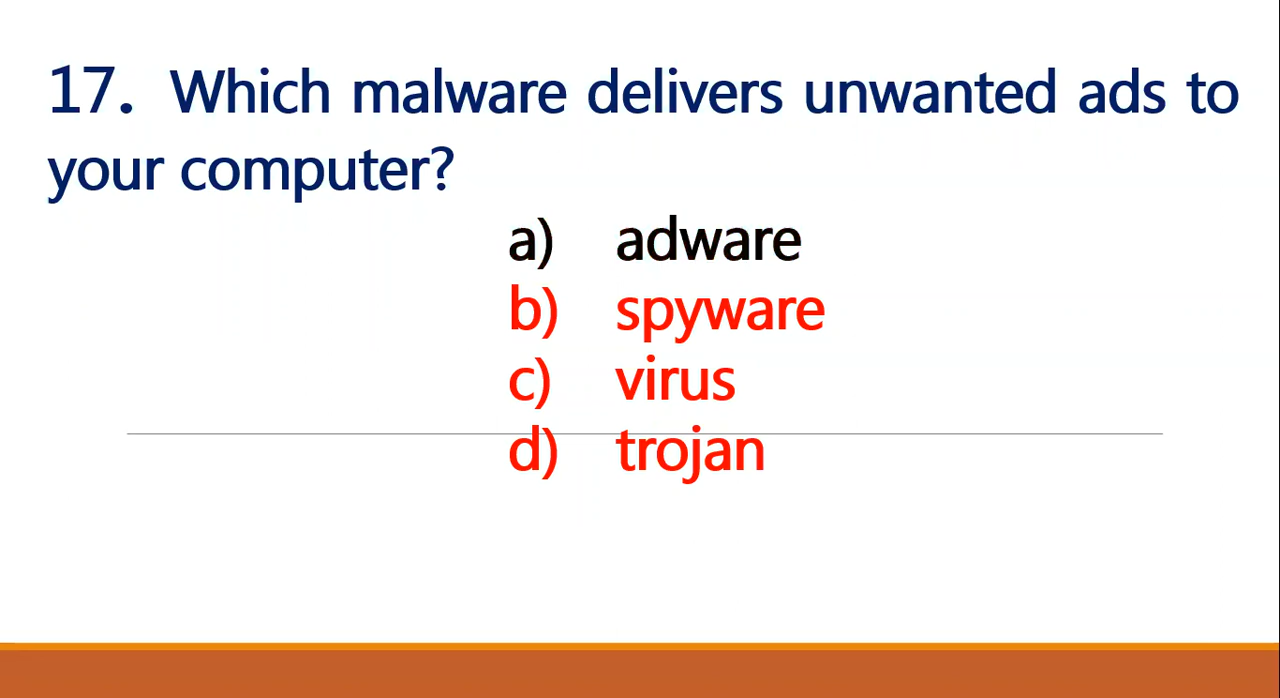 17. Which malware delivers unwanted ads to
your computer?
a) adware
b) spyware
c) virus
d) trojan